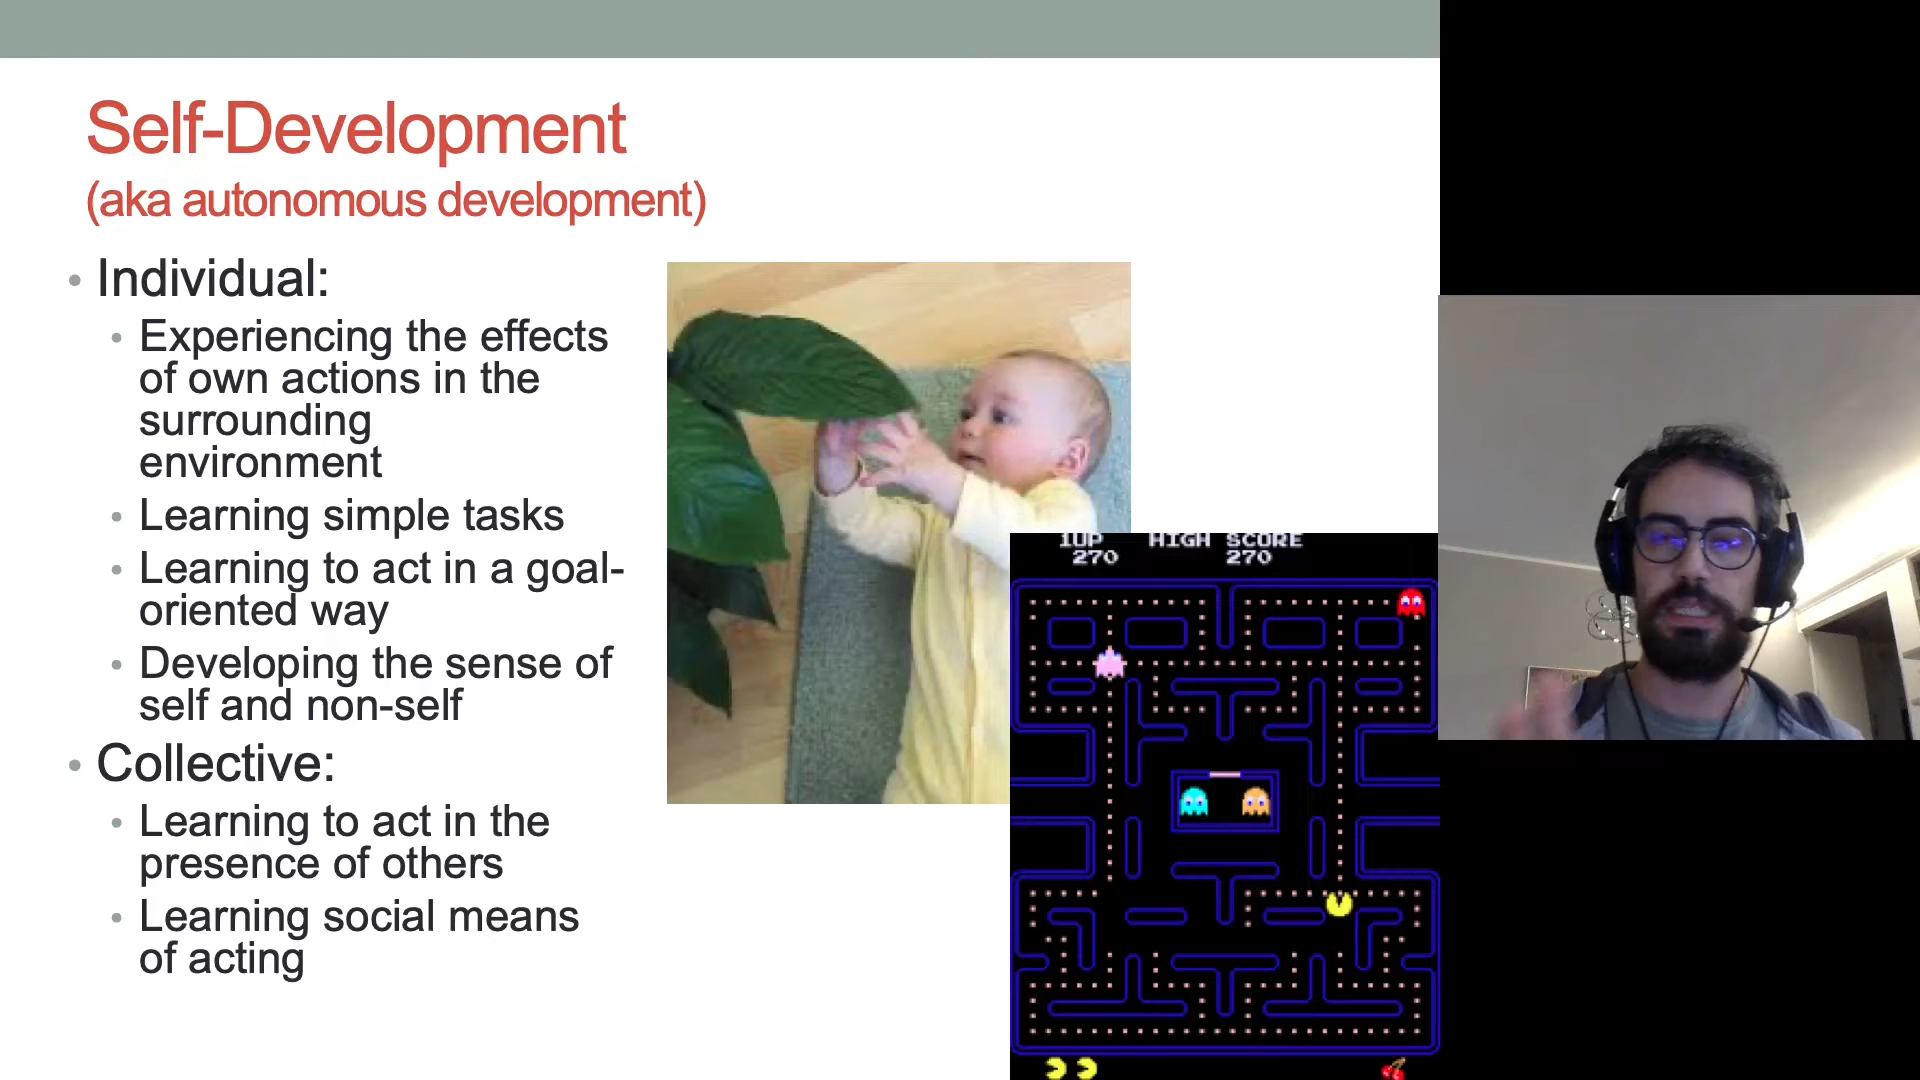 Self-Development
(aka autonomous development)
• Individual:
• Experiencing the effects
of own actions in the
surrounding
environment
• Learning simple tasks
• Learning to act in a goal-
oriented way
• Developing the sense of
self and non-self
• Collective:
• Learning to act in the
presence of others
• Learning social means
of acting
1UP HIGH SCORE
270 270